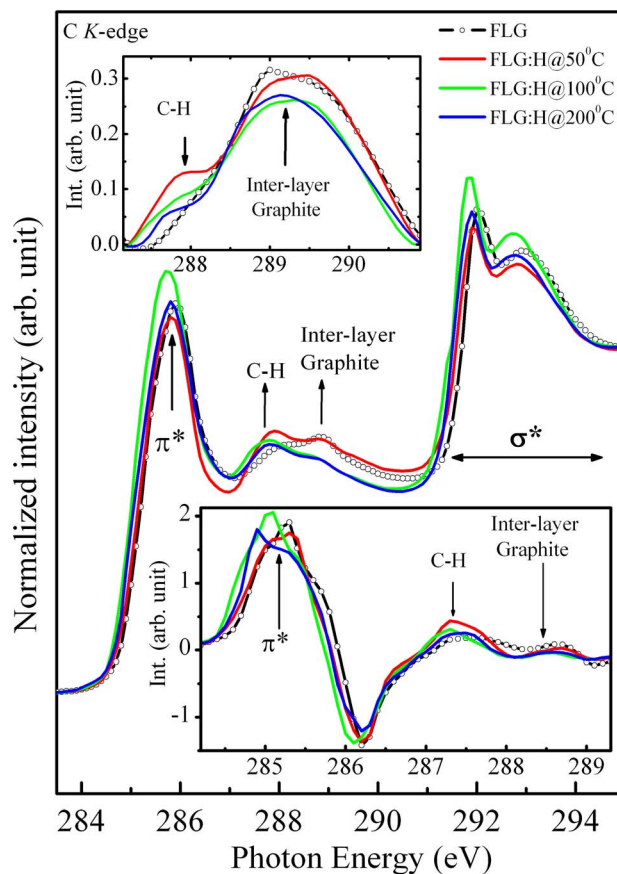 C K-edge
FLG
FLG:H@50⁰C
FLG:H@100⁰C
FLG:H@200⁰C
Int. (arb. unit)
0.3
0.2
0.1
0.0
C-H
Inter-layer
Graphite
288 289 290
Normalized intensity (arb. unit)
π*
C-H
Inter-layer
Graphite
σ*
Int. (arb. unit)
2
1
0
-1
π*
C-H
Inter-layer
Graphite
285 286 287 288 289
284 286 288 290 292 294
Photon Energy (eV)